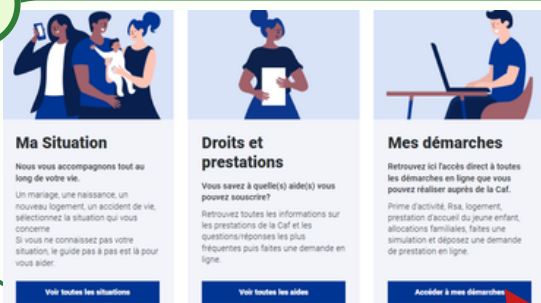 Ma Situation
Nous vous accompagnons tout au
long de votre vie.
Un mariage, une naissance, un
nouveau logement, un accident de vie,
sélectionnez la situation qui vous
concerne
Si vous ne connaissez pas votre
situation, le guide pas à pas est là pour
vous aider.
Voir toutes les situations
Droits et
prestations
Vous savez à quelle(s) aide(s) vous
pouvez souscrire?
Retrouvez toutes les informations sur
les prestations de la Caf et les
questions/réponses les plus
fréquentes puis faites une demande en
ligne.
Voir toutes les aides
Mes démarches
Retrouvez ici l'accès direct à toutes
les démarches en ligne que vous
pouvez réaliser auprès de la Caf.
Prime d'activité, Rsa, logement,
prestation d'accueil du jeune enfant,
allocations familiales, faites une
simulation et déposez une demande
de prestation en ligne.
Accéder à mes démarches